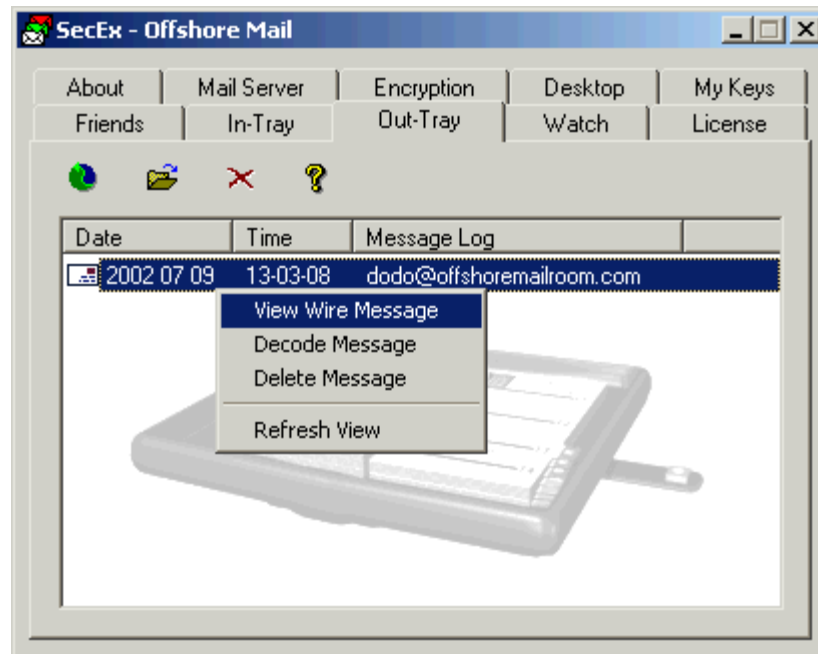 SecEx - Offshore Mail
About Mail Server Encryption Desktop My Keys
Friends In-Tray Out-Tray Watch License
Date Time Message Log
2002 07 09 13-03-08 dodo@offshoremailroom.com
View Wire Message
Decode Message
Delete Message
Refresh View